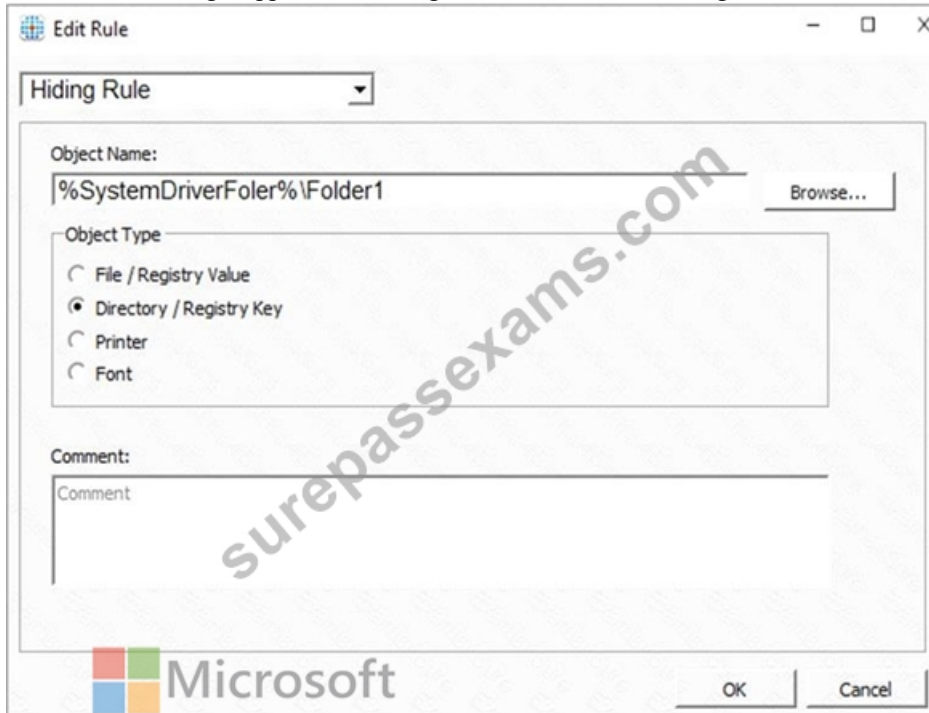 Edit Rule
Hiding Rule
Object Name:
%SystemDriverFoler%\Folder1
Browse...
Object Type
File / Registry Value
Directory / Registry Key
Printer
Font
Comment:
Comment
surepassexams.com
Microsoft
OK
Cancel